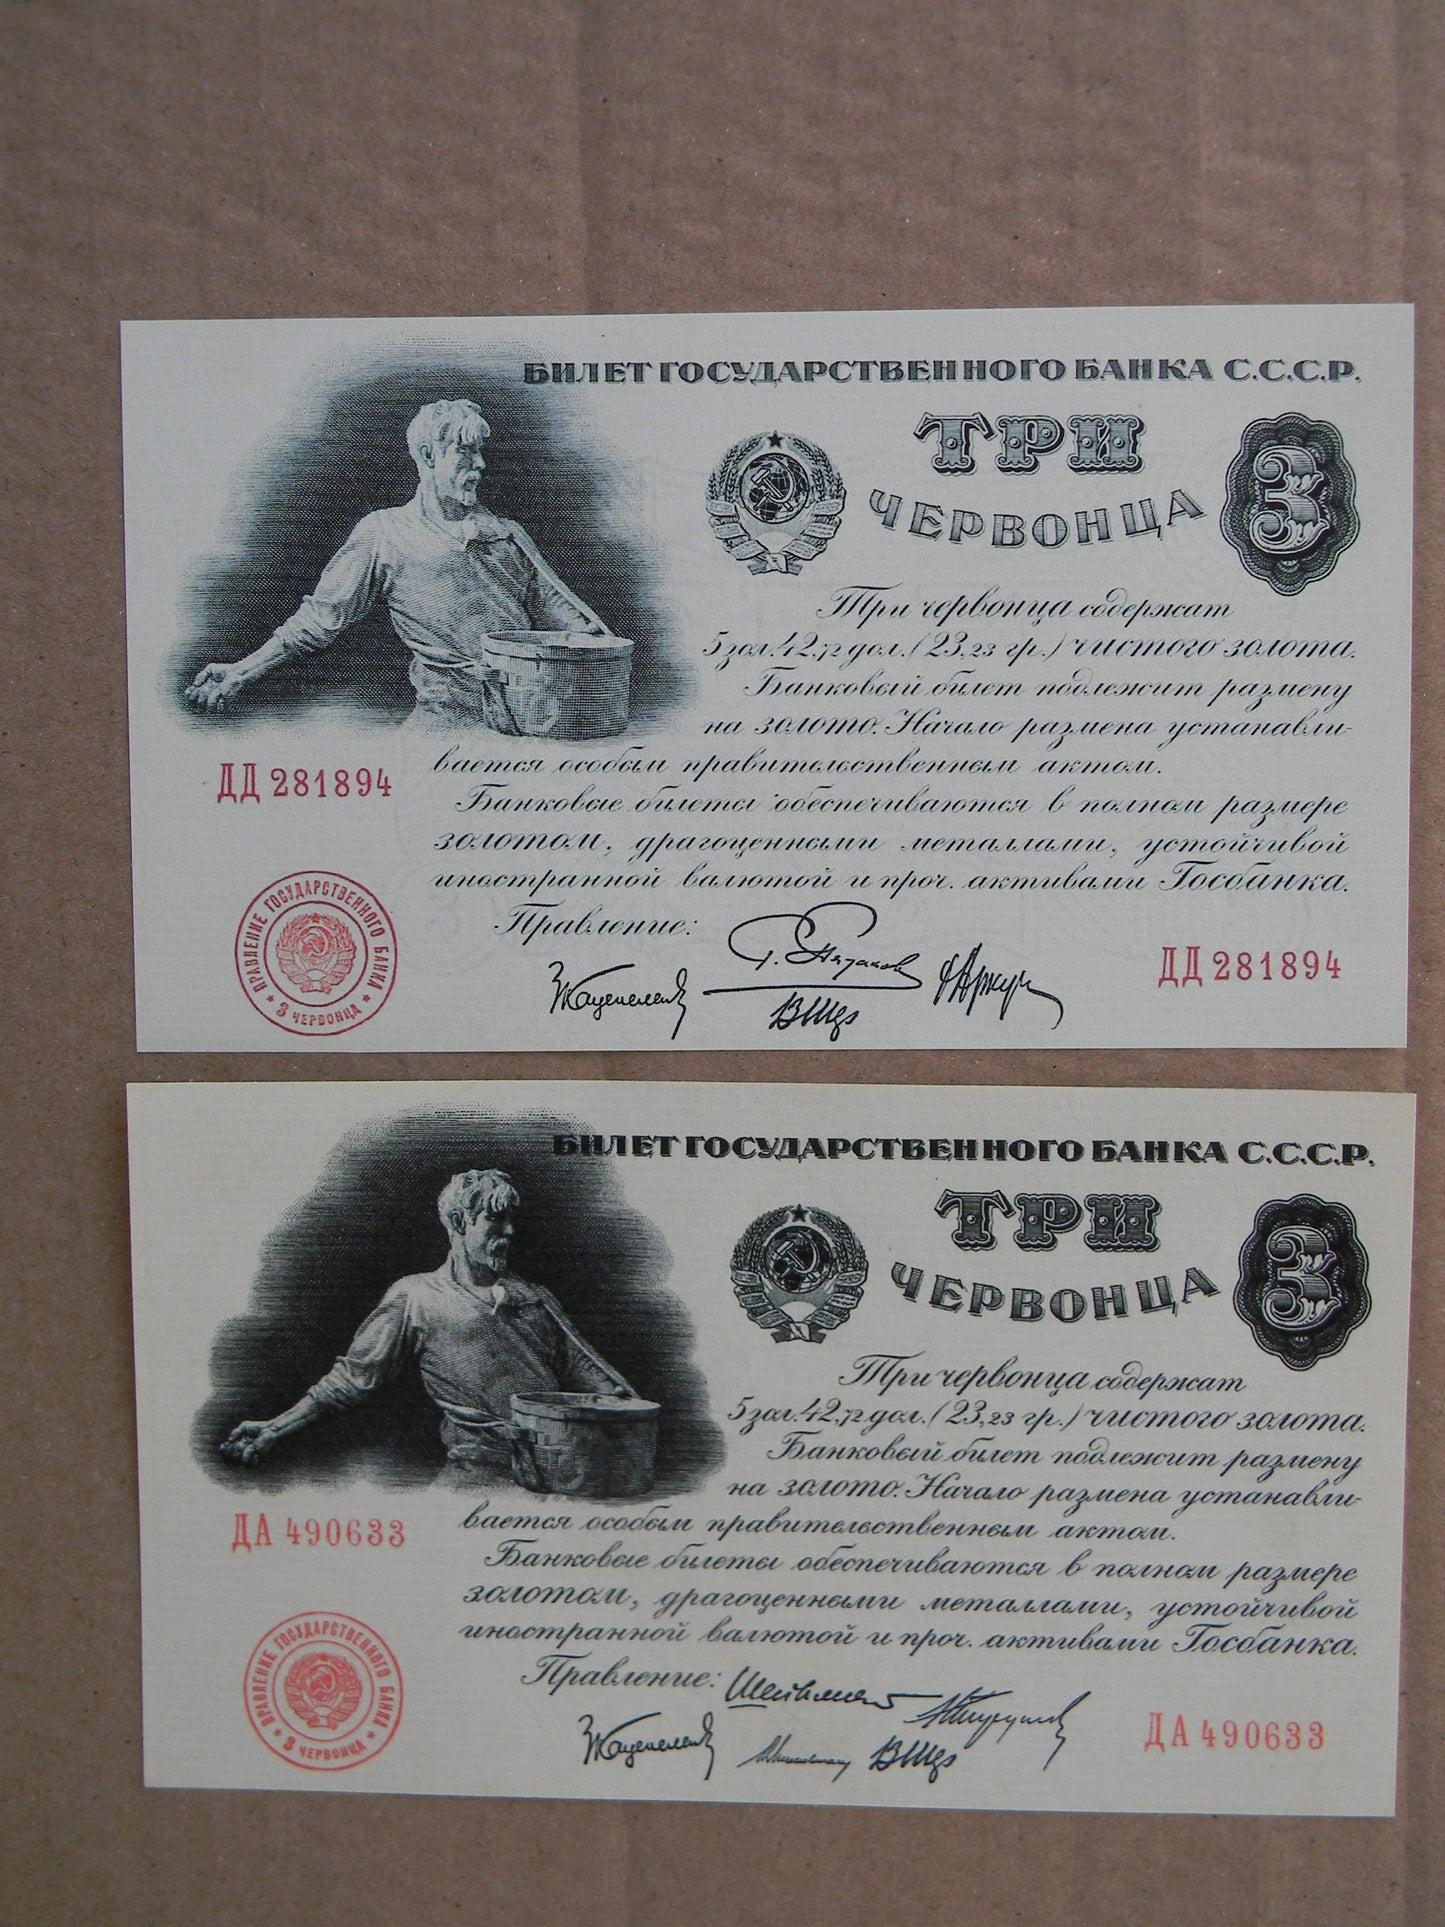 БИЛЕТ ГОСУДАРСТВЕННОГО БАНКА С.С.С.Р.
ТРИ
ЧЕРВОНЦА
3
Три червонца содержат
5 зол. 42,72 дол. (23,23 гр.) чистого золота.
Банковый билет подлежит размену
на золото. Начало размена устанавли-
вается особым правительственным актом.
ДД 281894
Банковые билеты обеспечиваются в полном размере
золотом, драгоценными металлами, устойчивой
иностранной валютой и проч. активами Госбанка.
Правление:
ПРАВЛЕНИЕ ГОСУДАРСТВЕННОГО БАНКА
3 ЧЕРВОНЦА
ДД 281894
БИЛЕТ ГОСУДАРСТВЕННОГО БАНКА С.С.С.Р.
ТРИ
ЧЕРВОНЦА
3
Три червонца содержат
5 зол. 42,72 дол. (23,23 гр.) чистого золота.
Банковый билет подлежит размену
на золото. Начало размена устанавли-
вается особым правительственным актом.
ДА 490633
Банковые билеты обеспечиваются в полном размере
золотом, драгоценными металлами, устойчивой
иностранной валютой и проч. активами Госбанка.
Правление:
ПРАВЛЕНИЕ ГОСУДАРСТВЕННОГО БАНКА
3 ЧЕРВОНЦА
ДА 490633